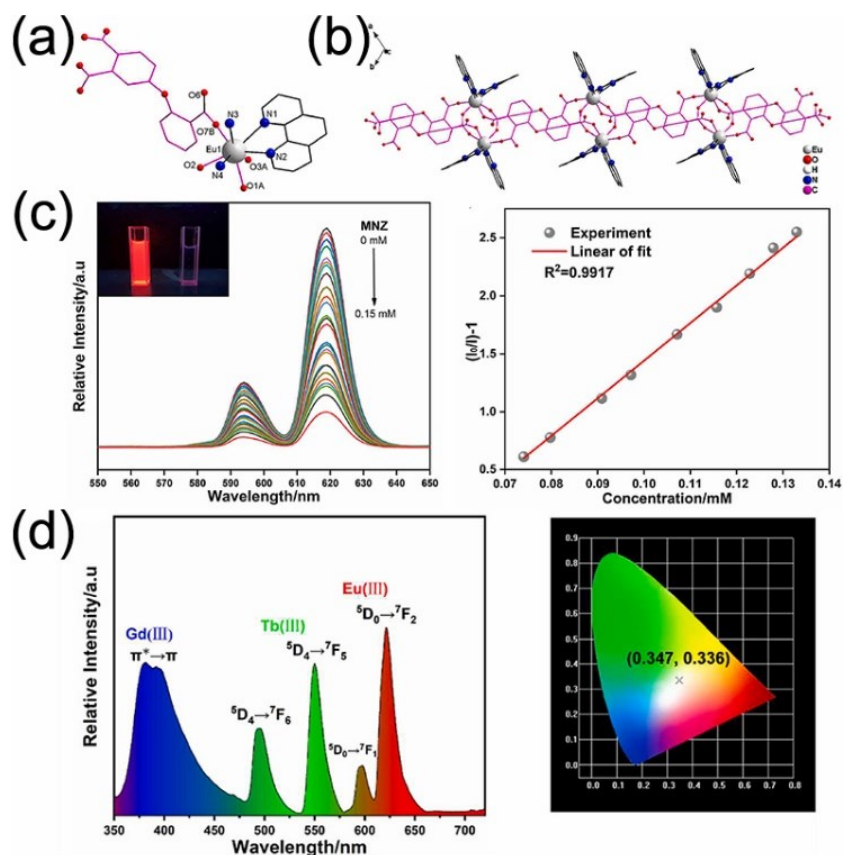 (a)
O6
N3
N1
O7B
Eu1
N2
O2
O3A
N4
O1A
(b)
a
c
b
Eu
O
H
N
C
(c)
Relative Intensity/a.u
MNZ
0 mM
0.15 mM
550 560 570 580 590 600 610 620 630 640 650
Wavelength/nm
(I₀/I)-1
2.5
2.0
1.5
1.0
0.5
Experiment
Linear of fit
R²=0.9917
0.07 0.08 0.09 0.10 0.11 0.12 0.13 0.14
Concentration/mM
(d)
Relative Intensity/a.u
Gd(III)
π*→π
Tb(III)
⁵D₄→⁷F₆
⁵D₄→⁷F₅
Eu(III)
⁵D₀→⁷F₁
⁵D₀→⁷F₂
350 400 450 500 550 600 650 700
Wavelength/nm
0.9
0.8
0.7
0.6
0.5
0.4
0.3
0.2
0.1
0.0
(0.347, 0.336)
0.0 0.1 0.2 0.3 0.4 0.5 0.6 0.7 0.8